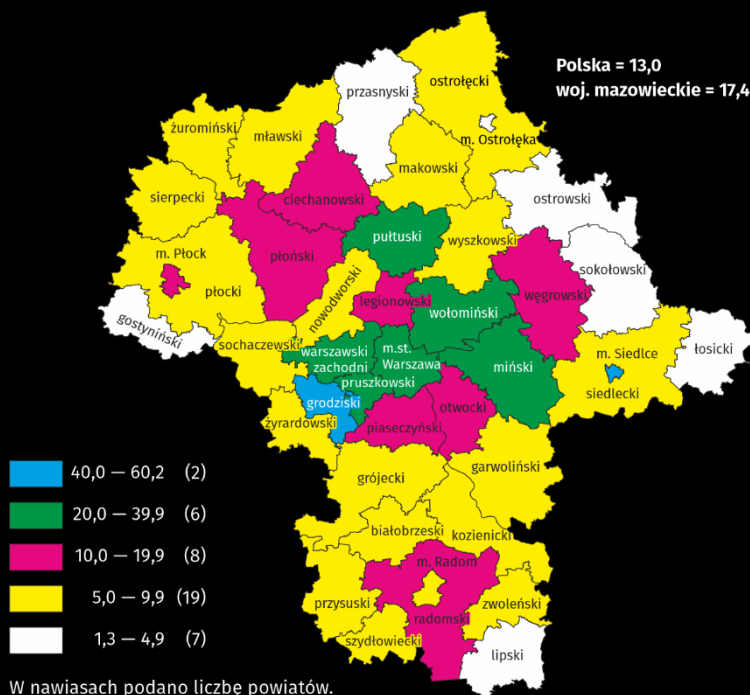 Polska = 13,0
woj. mazowieckie = 17,4
ostrołęcki
przasnyski
żuromiński
mławski
m. Ostrołęka
makowski
sierpecki
ciechanowski
ostrowski
pułtuski
wyszkowski
m. Płock
płoński
sokołowski
płocki
nodworski
legionowski
węgrowski
gostyniński
wołomiński
sochaczewski
warszawski
zachodni
m.st.
Warszawa
miński
m. Siedlce
łosicki
pruszkowski
grodziski
otwocki
siedlecki
żyrardowski
piaseczyński
garwoliński
grójecki
białobrzeski
kozienicki
m. Radom
przysuski
zwoleński
radomski
szydłowiecki
lipski
40,0 — 60,2 (2)
20,0 — 39,9 (6)
10,0 — 19,9 (8)
5,0 — 9,9 (19)
1,3 — 4,9 (7)
W nawiasach podano liczbę powiatów.